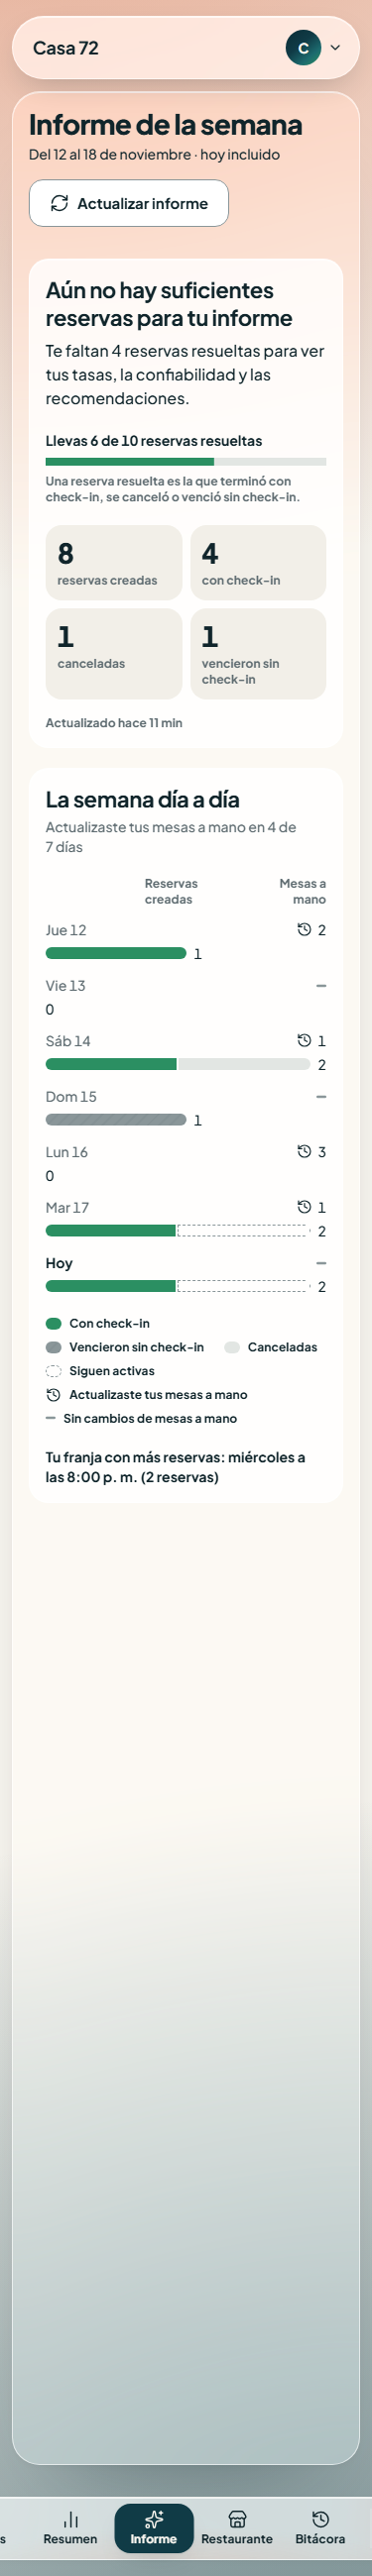 Casa 72
C
Informe de la semana
Del 12 al 18 de noviembre · hoy incluido
Actualizar informe
Aún no hay suficientes
reservas para tu informe
Te faltan 4 reservas resueltas para ver
tus tasas, la confiabilidad y las
recomendaciones.
Llevas 6 de 10 reservas resueltas
Una reserva resuelta es la que terminó con
check-in, se canceló o venció sin check-in.
8
reservas creadas
4
con check-in
1
canceladas
1
vencieron sin
check-in
Actualizado hace 11 min
La semana día a día
Actualizaste tus mesas a mano en 4 de
7 días
Reservas
creadas
Mesas a
mano
Jue 12 2
1
Vie 13 –
0
Sáb 14 1
2
Dom 15 –
1
Lun 16 3
0
Mar 17 1
2
Hoy –
2
Con check-in
Vencieron sin check-in Canceladas
Siguen activas
Actualizaste tus mesas a mano
– Sin cambios de mesas a mano
Tu franja con más reservas: miércoles a
las 8:00 p. m. (2 reservas)
s Resumen Informe Restaurante Bitácora